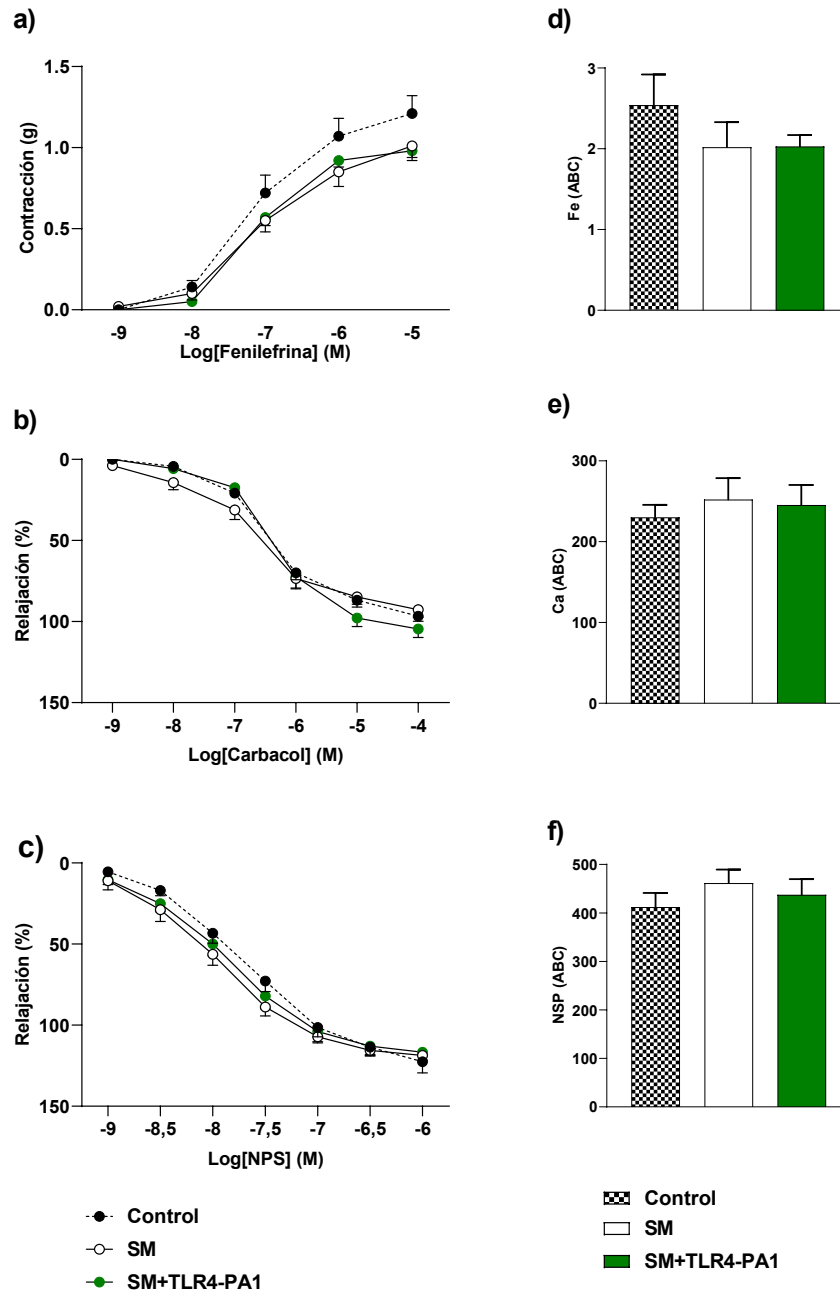 a)
1.5
1.0
0.5
0.0
Contracción (g)
-9 -8 -7 -6 -5
Log[Fenilefrina] (M)
d)
3
2
1
0
Fe (ABC)
b)
0
50
100
150
Relajación (%)
-9 -8 -7 -6 -5 -4
Log[Carbacol] (M)
e)
300
200
100
0
Ca (ABC)
c)
0
50
100
150
Relajación (%)
-9 -8,5 -8 -7,5 -7 -6,5 -6
Log[NPS] (M)
f)
500
400
300
200
100
0
NSP (ABC)
Control
SM
SM+TLR4-PA1
Control
SM
SM+TLR4-PA1